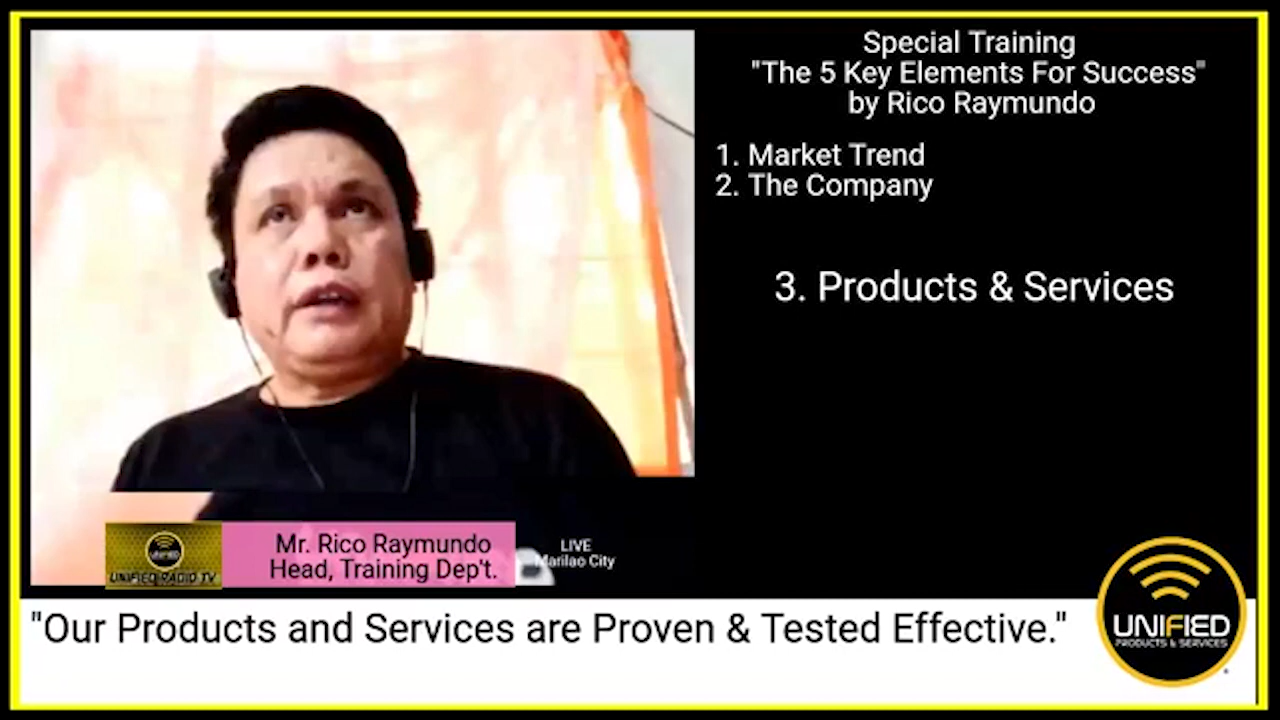 Special Training
"The 5 Key Elements For Success"
by Rico Raymundo
1. Market Trend
2. The Company
3. Products & Services
UNIFIED
UNIFIED RADIO TV
Mr. Rico Raymundo
Head, Training Dep't.
LIVE
Marilao City
"Our Products and Services are Proven & Tested Effective."
UNIFIED
PRODUCTS & SERVICES